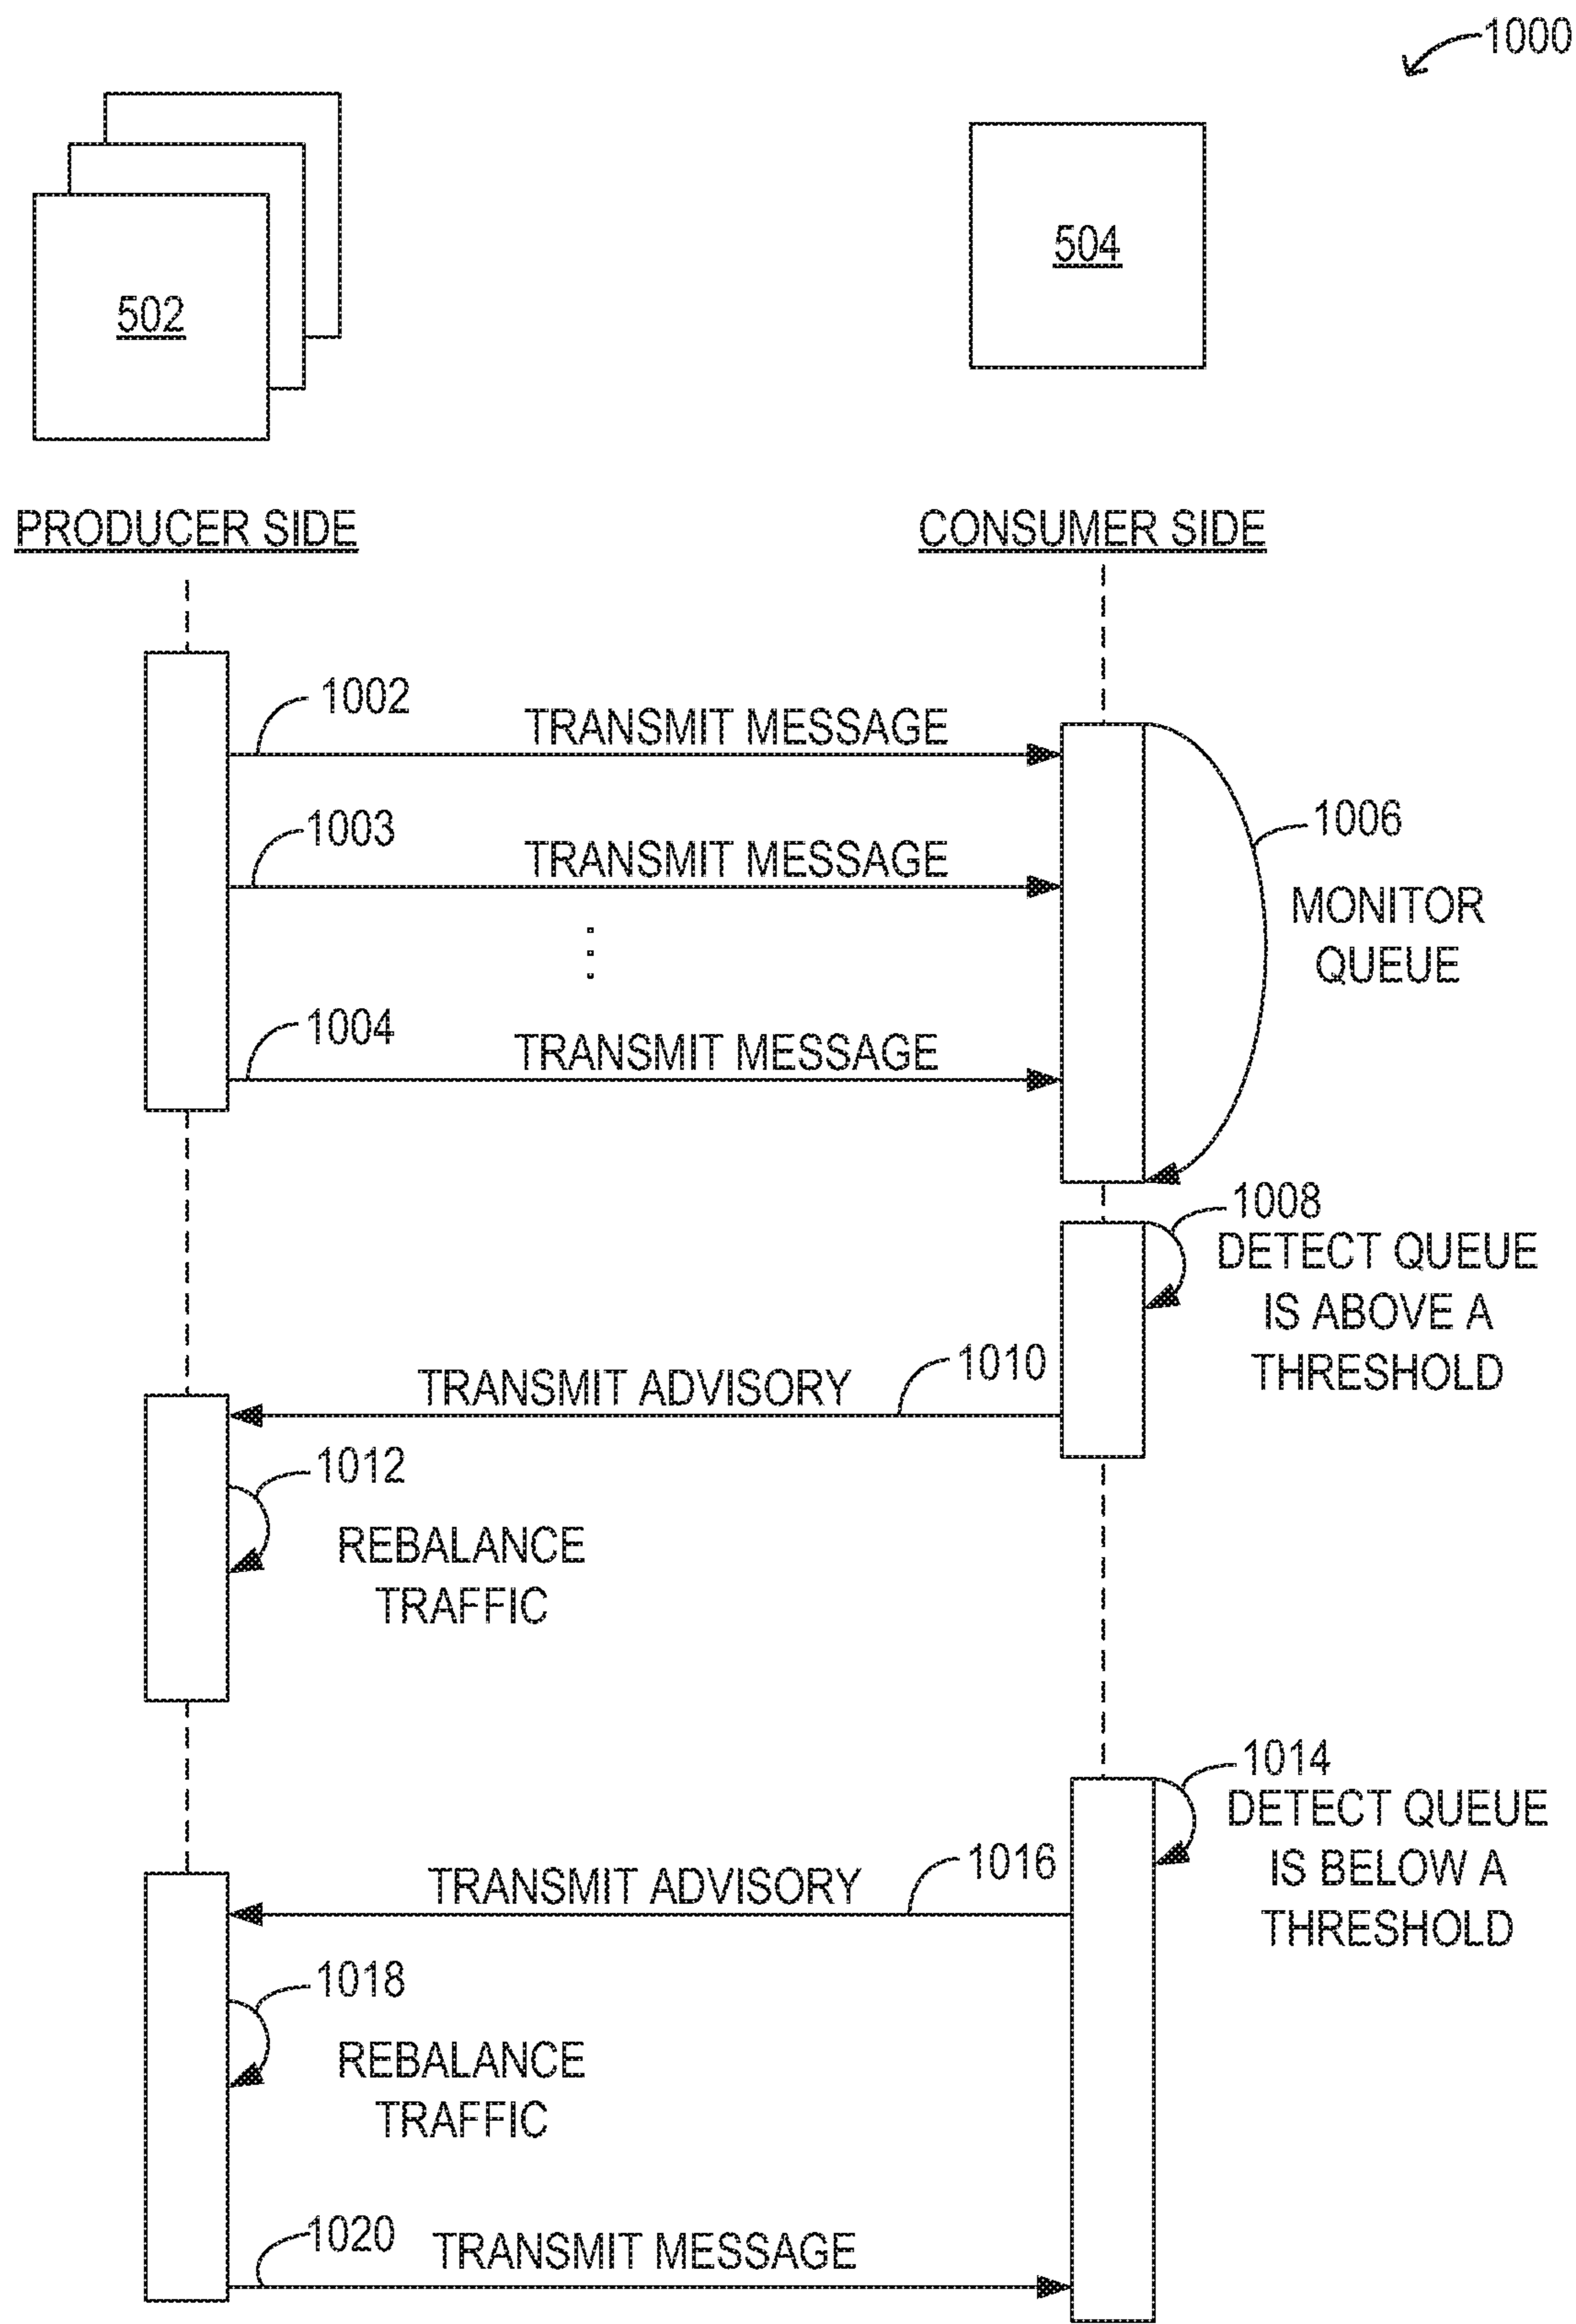 1000
502
504
PRODUCER SIDE
CONSUMER SIDE
1002
TRANSMIT MESSAGE
1003
TRANSMIT MESSAGE
1006
MONITOR
QUEUE
1004
TRANSMIT MESSAGE
1008
DETECT QUEUE
IS ABOVE A
THRESHOLD
1010
TRANSMIT ADVISORY
1012
REBALANCE
TRAFFIC
1014
DETECT QUEUE
IS BELOW A
THRESHOLD
1016
TRANSMIT ADVISORY
1018
REBALANCE
TRAFFIC
1020
TRANSMIT MESSAGE